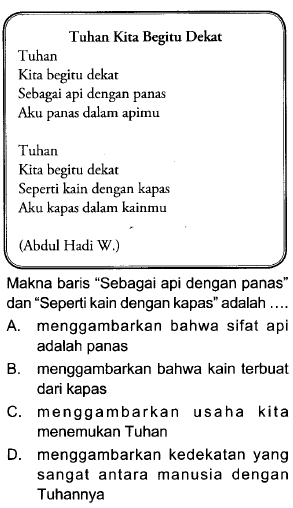 Tuhan Kita Begitu Dekat
Tuhan
Kita begitu dekat
Sebagai api dengan panas
Aku panas dalam apimu
Tuhan
Kita begitu dekat
Seperti kain dengan kapas
Aku kapas dalam kainmu
(Abdul Hadi W.)
Makna baris “Sebagai api dengan panas”
dan “Seperti kain dengan kapas” adalah ....
A. menggambarkan bahwa sifat api
adalah panas
B. menggambarkan bahwa kain terbuat
dari kapas
C. menggambarkan usaha kita
menemukan Tuhan
D. menggambarkan kedekatan yang
sangat antara manusia dengan
Tuhannya